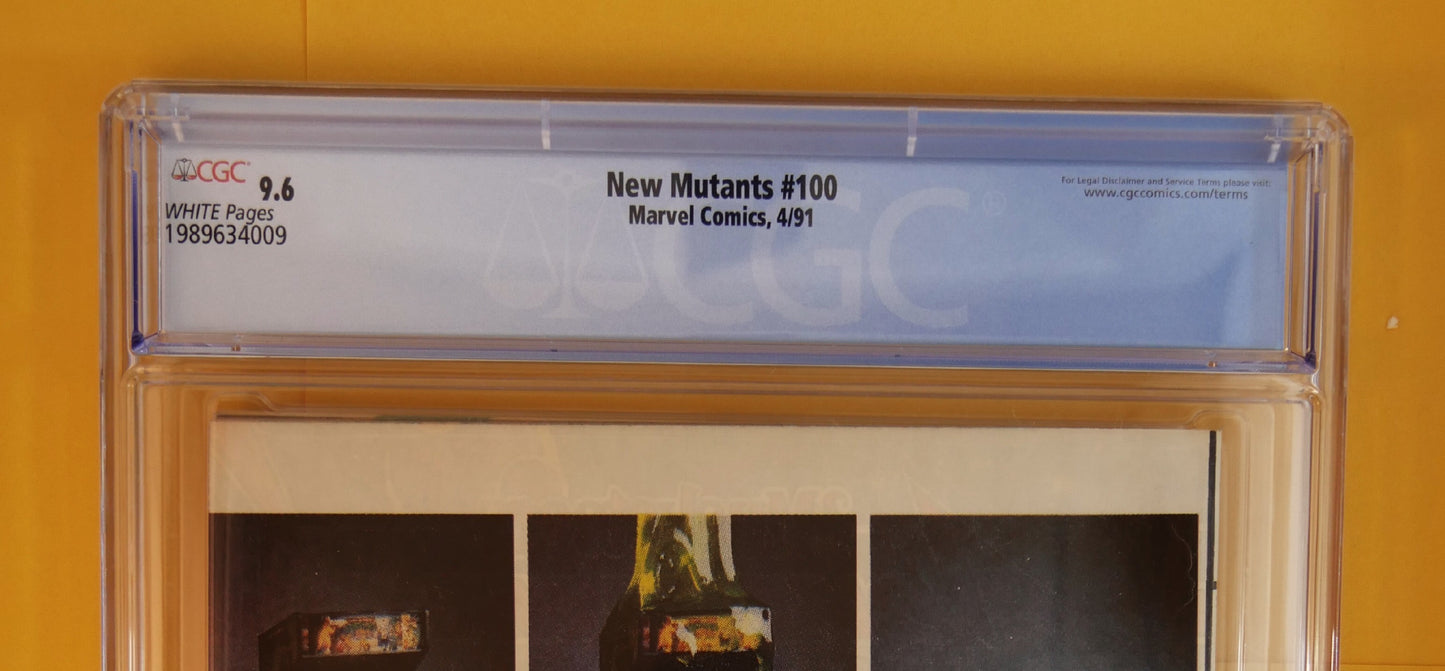 CGC 9.6
WHITE Pages
1989634009
New Mutants #100
Marvel Comics, 4/91
For Legal Disclaimer and Service Terms please visit:
www.cgccomics.com/terms
CGC